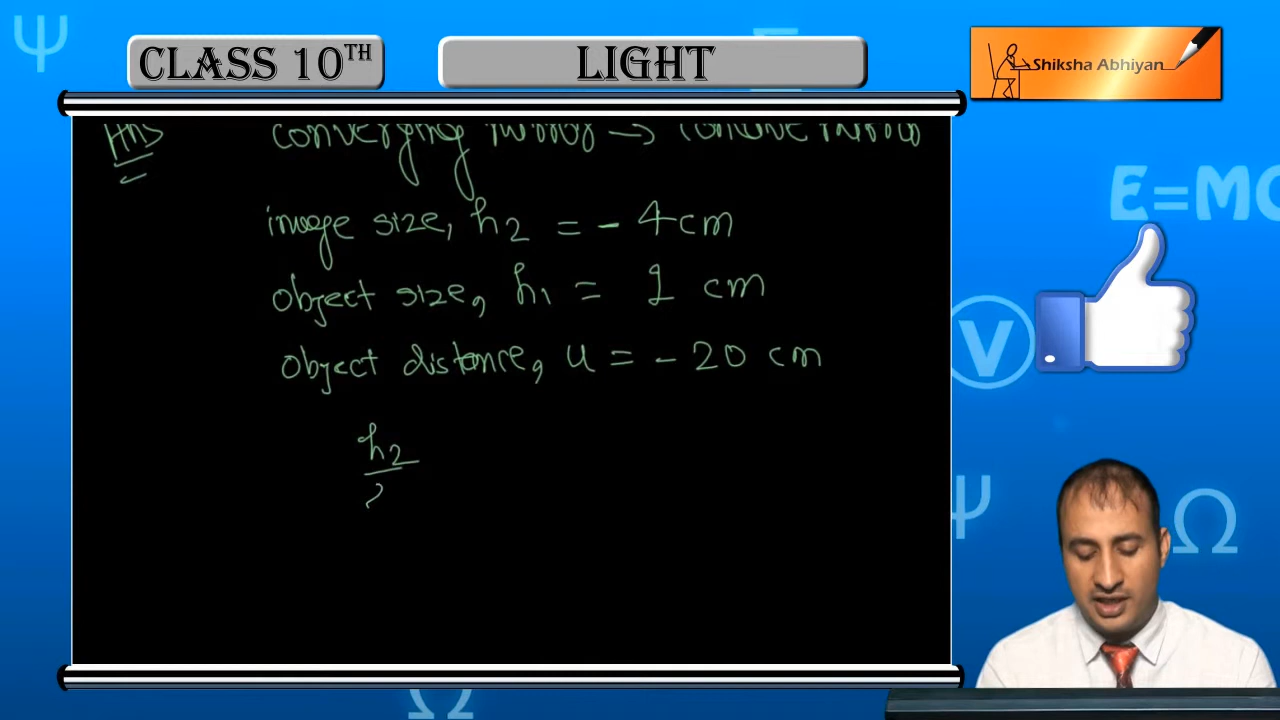 CLASS 10TH
LIGHT
Shiksha Abhiyan
Ans converging mirror → concave mirror
image size, h2 = - 4 cm
object size, h1 = 1 cm
object distance, u = - 20 cm
h2
E=MC
V
Ψ
Ψ
Ω
Ω